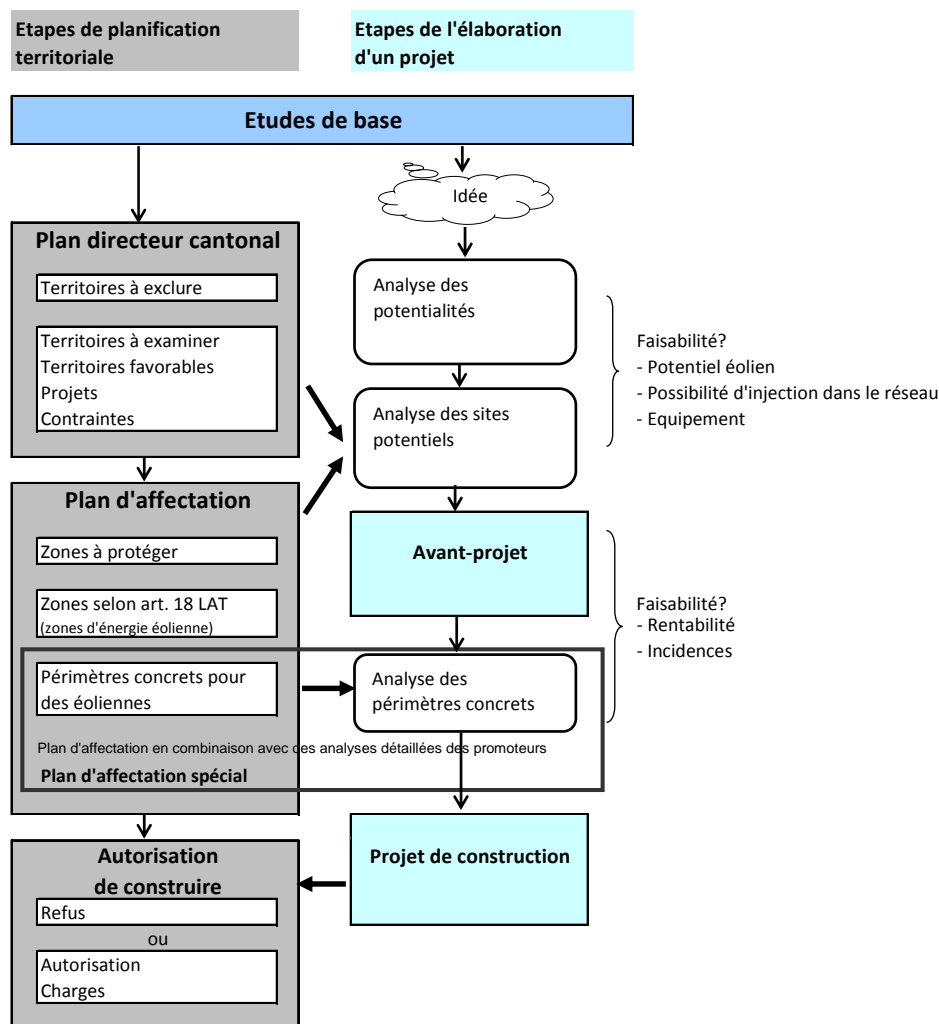 Etapes de planification
territoriale
Etapes de l'élaboration
d'un projet
Etudes de base
Idée
Plan directeur cantonal
Territoires à exclure
Territoires à examiner
Territoires favorables
Projets
Contraintes
Analyse des
potentialités
Analyse des sites
potentiels
Faisabilité?
- Potentiel éolien
- Possibilité d'injection dans le réseau
- Equipement
Plan d'affectation
Zones à protéger
Zones selon art. 18 LAT
(zones d'énergie éolienne)
Périmètres concrets pour
des éoliennes
Avant-projet
Analyse des
périmètres concrets
Faisabilité?
- Rentabilité
- Incidences
Plan d'affectation en combinaison avec des analyses détaillées des promoteurs
Plan d'affectation spécial
Autorisation
de construire
Refus
ou
Autorisation
Charges
Projet de construction